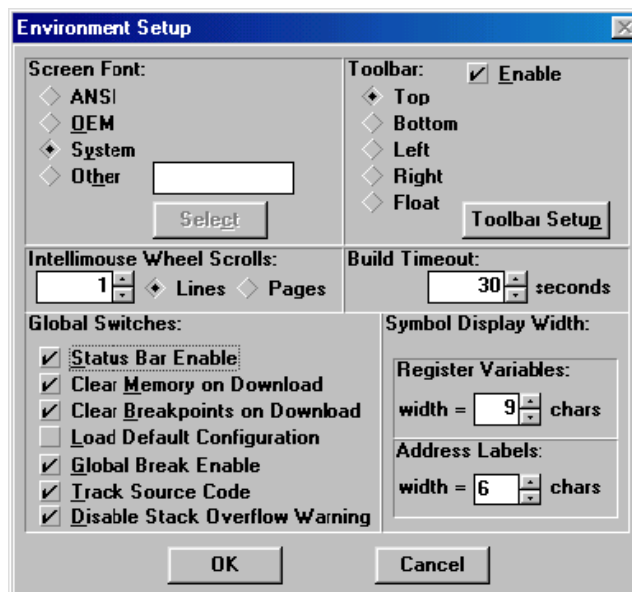 Environment Setup
Screen Font:
ANSI
OEM
System
Other
Select
Toolbar:
Enable
Top
Bottom
Left
Right
Float
Toolbar Setup
Intellimouse Wheel Scrolls:
1 Lines Pages
Build Timeout:
30 seconds
Global Switches:
Status Bar Enable
Clear Memory on Download
Clear Breakpoints on Download
Load Default Configuration
Global Break Enable
Track Source Code
Disable Stack Overflow Warning
Symbol Display Width:
Register Variables:
width = 9 chars
Address Labels:
width = 6 chars
OK
Cancel